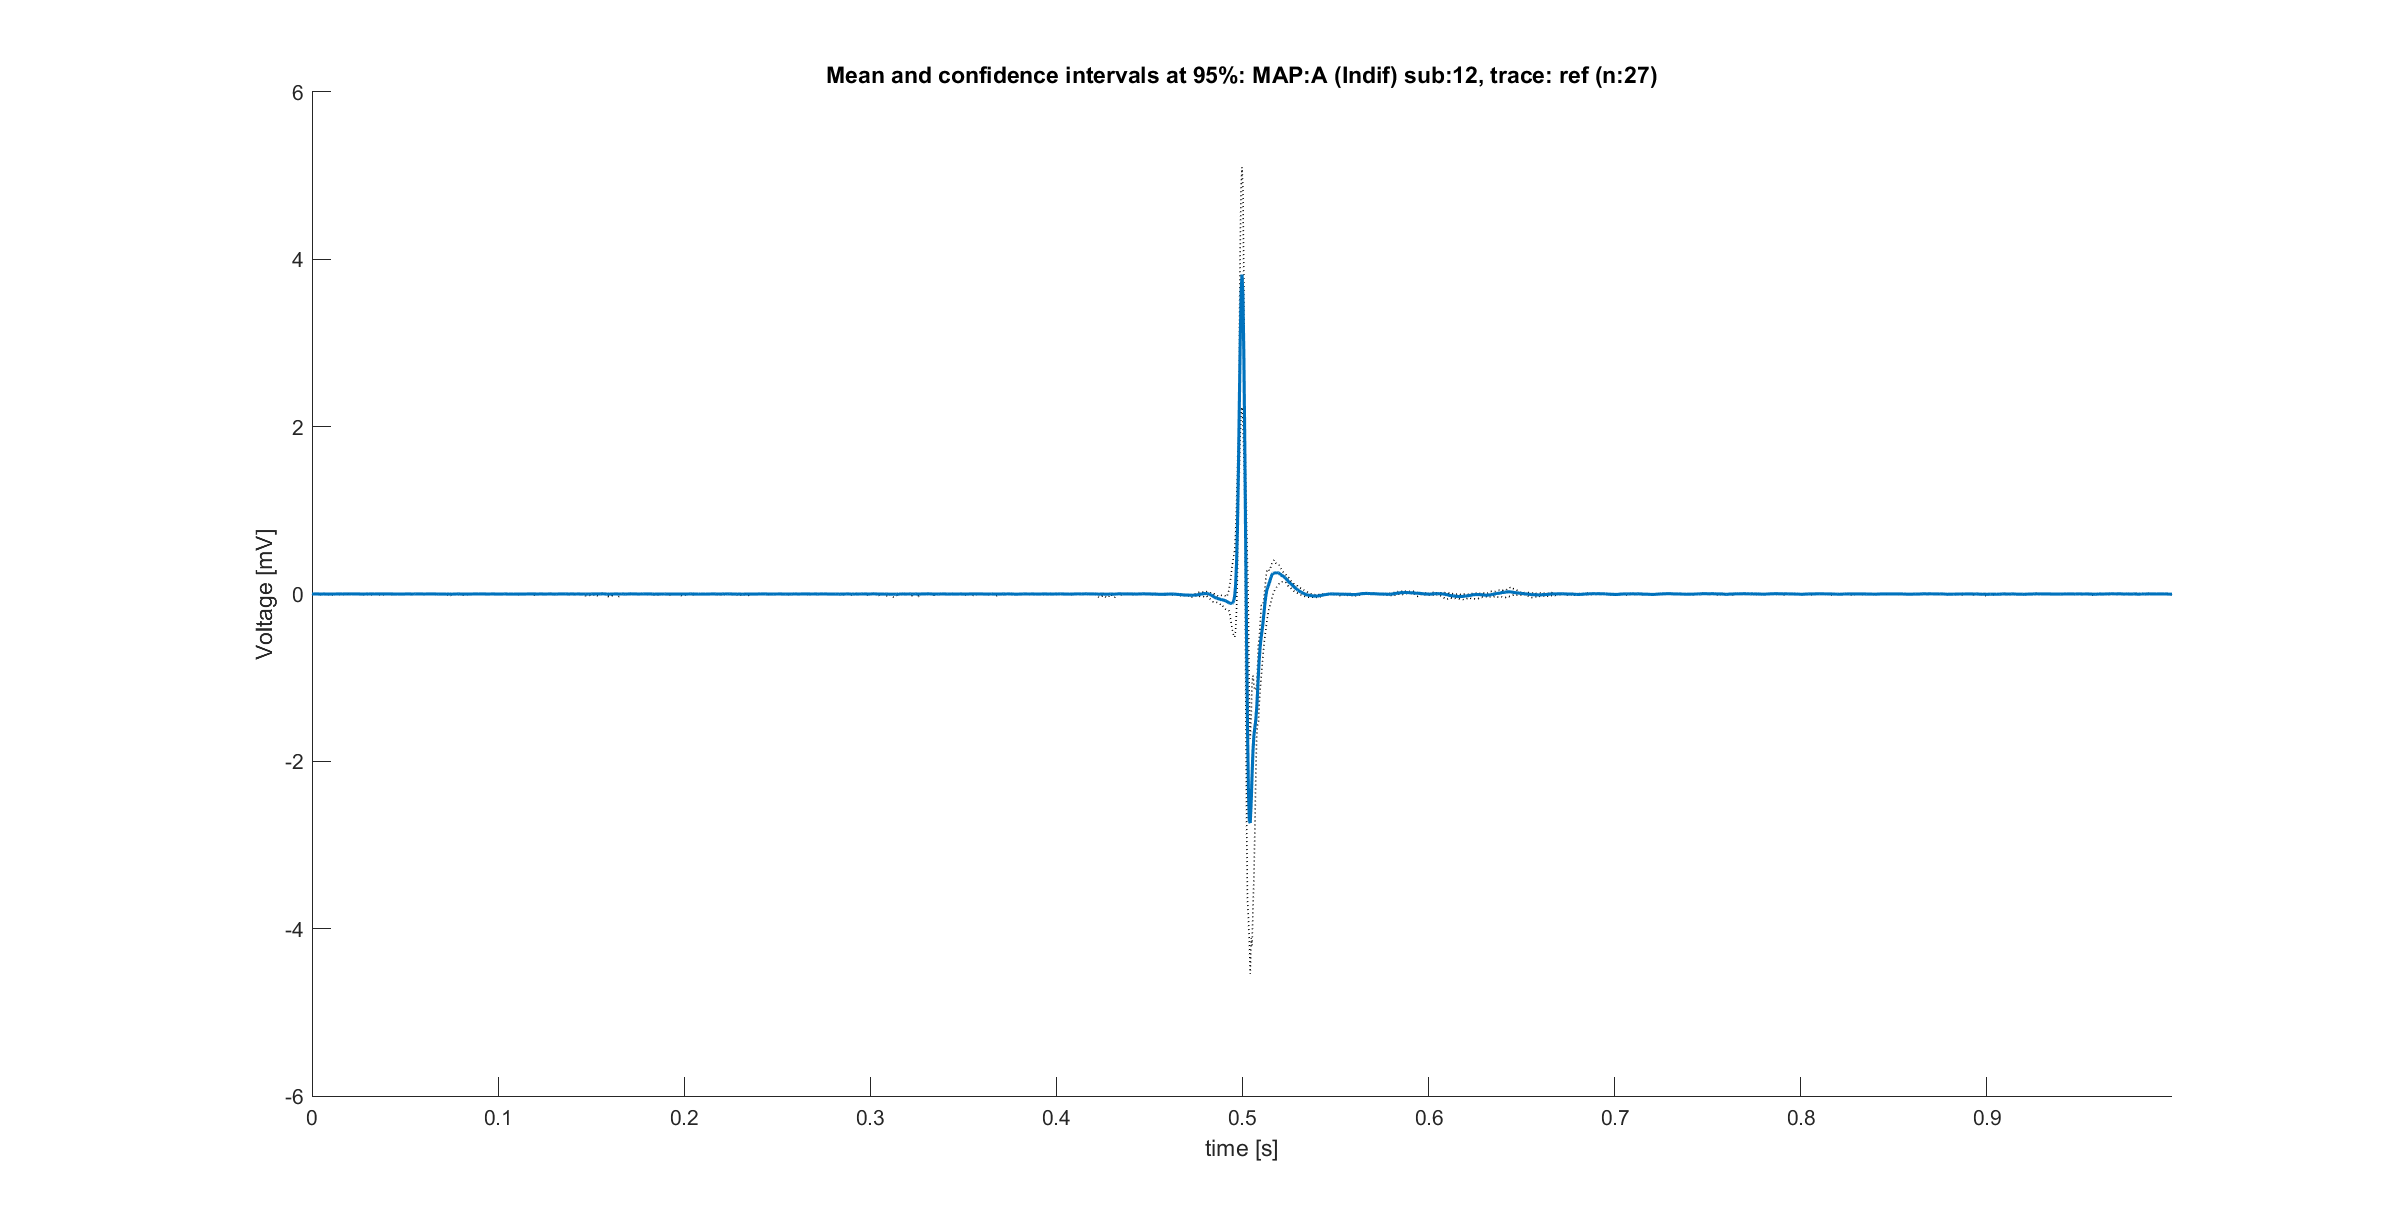 Mean and confidence intervals at 95%: MAP:A (Indif) sub:12, trace: ref (n:27)
6
4
2
0
-2
-4
-6
Voltage [mV]
0 0.1 0.2 0.3 0.4 0.5 0.6 0.7 0.8 0.9
time [s]